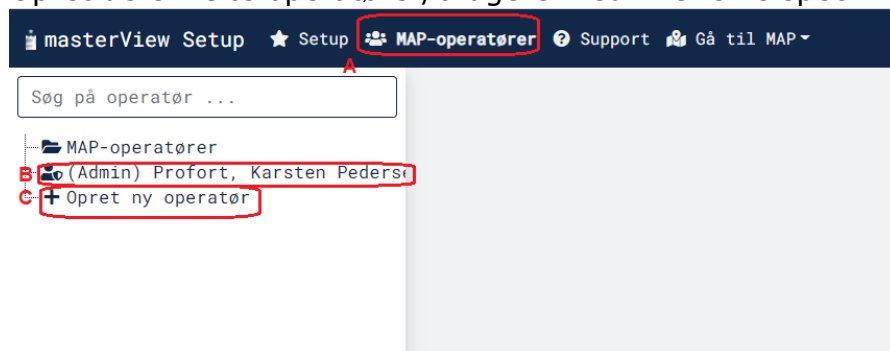 masterView Setup Setup MAP-operatører Support Gå til MAP
A
Søg på operatør ...
MAP-operatører
B (Admin) Profort, Karsten Peders
C Opret ny operatør